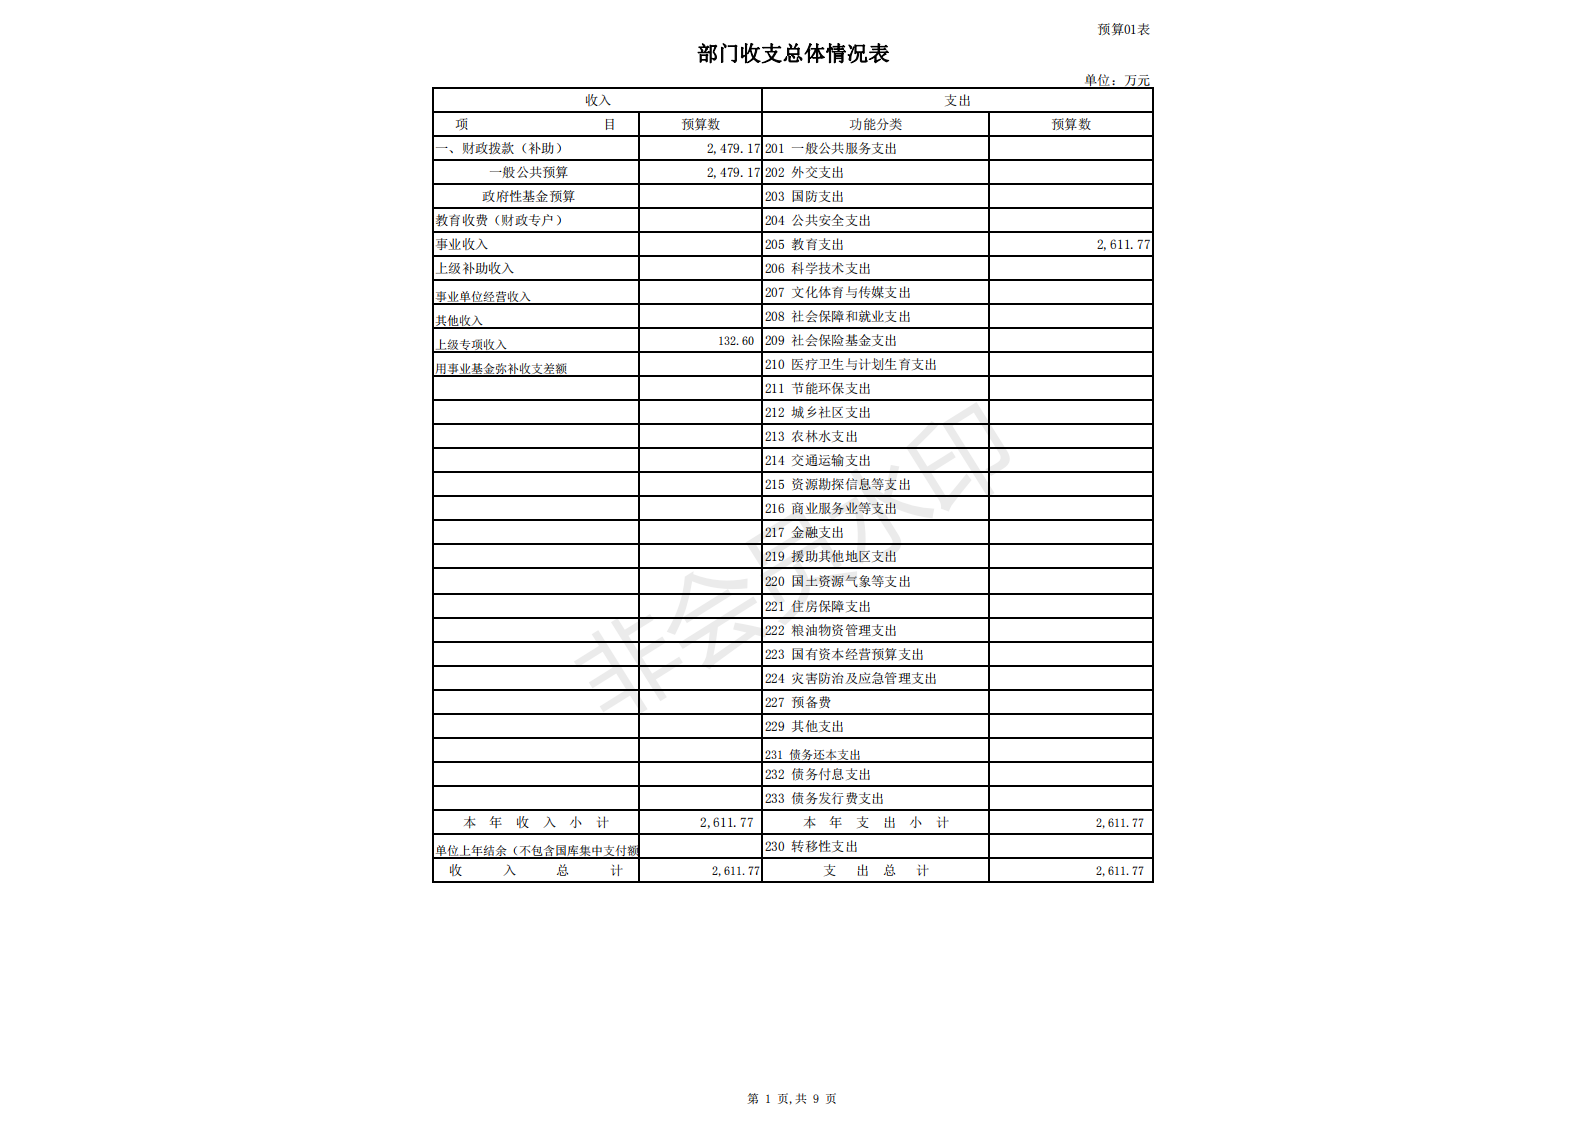 预算01表
部门收支总体情况表
单位：万元
收入 支出
项 目 预算数 功能分类 预算数
一、财政拨款（补助） 2,479.17 201 一般公共服务支出
一般公共预算 2,479.17 202 外交支出
政府性基金预算 203 国防支出
教育收费（财政专户） 204 公共安全支出
事业收入 205 教育支出 2,611.77
上级补助收入 206 科学技术支出
事业单位经营收入 207 文化体育与传媒支出
其他收入 208 社会保障和就业支出
上级专项收入 132.60 209 社会保险基金支出
用事业基金弥补收支差额 210 医疗卫生与计划生育支出
211 节能环保支出
212 城乡社区支出
213 农林水支出
214 交通运输支出
215 资源勘探信息等支出
216 商业服务业等支出
217 金融支出
219 援助其他地区支出
220 国土资源气象等支出
221 住房保障支出
222 粮油物资管理支出
223 国有资本经营预算支出
224 灾害防治及应急管理支出
227 预备费
229 其他支出
231 债务还本支出
232 债务付息支出
233 债务发行费支出
本 年 收 入 小 计 2,611.77 本 年 支 出 小 计 2,611.77
单位上年结余（不包含国库集中支付额 230 转移性支出
收 入 总 计 2,611.77 支 出 总 计 2,611.77
非会员水印
第 1 页,共 9 页